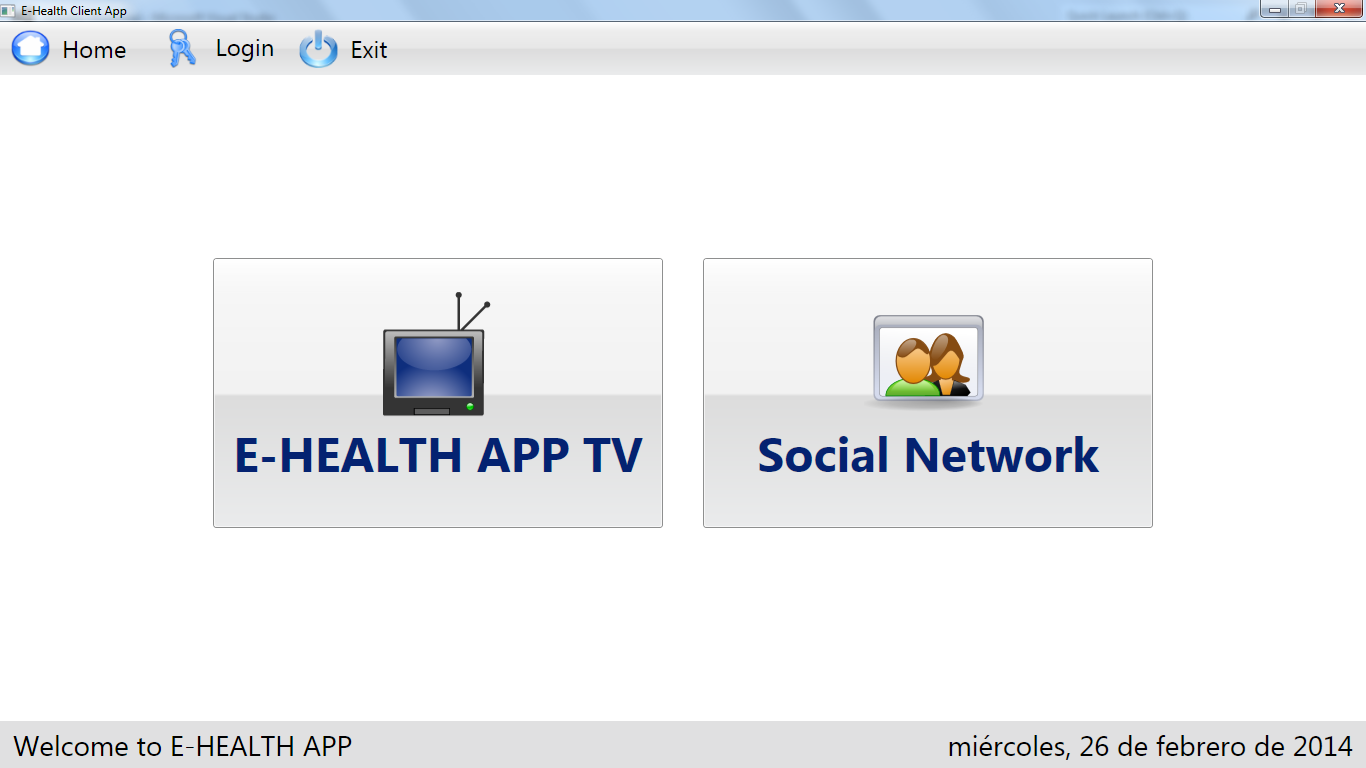 E-Health Client App
Home
Login
Exit
E-HEALTH APP TV
Social Network
Welcome to E-HEALTH APP
miércoles, 26 de febrero de 2014